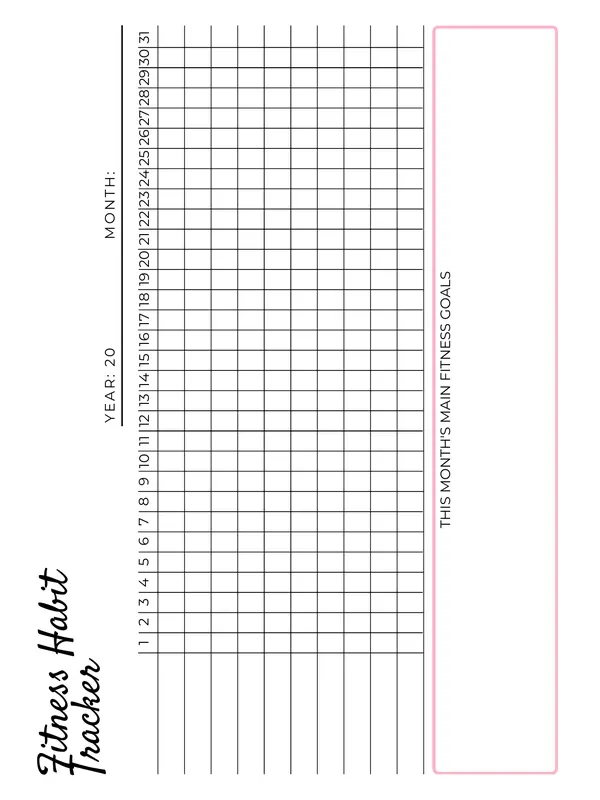 Fitness Habit
Tracker
YEAR: 20 MONTH:
1 2 3 4 5 6 7 8 9 10 11 12 13 14 15 16 17 18 19 20 21 22 23 24 25 26 27 28 29 30 31
THIS MONTH'S MAIN FITNESS GOALS